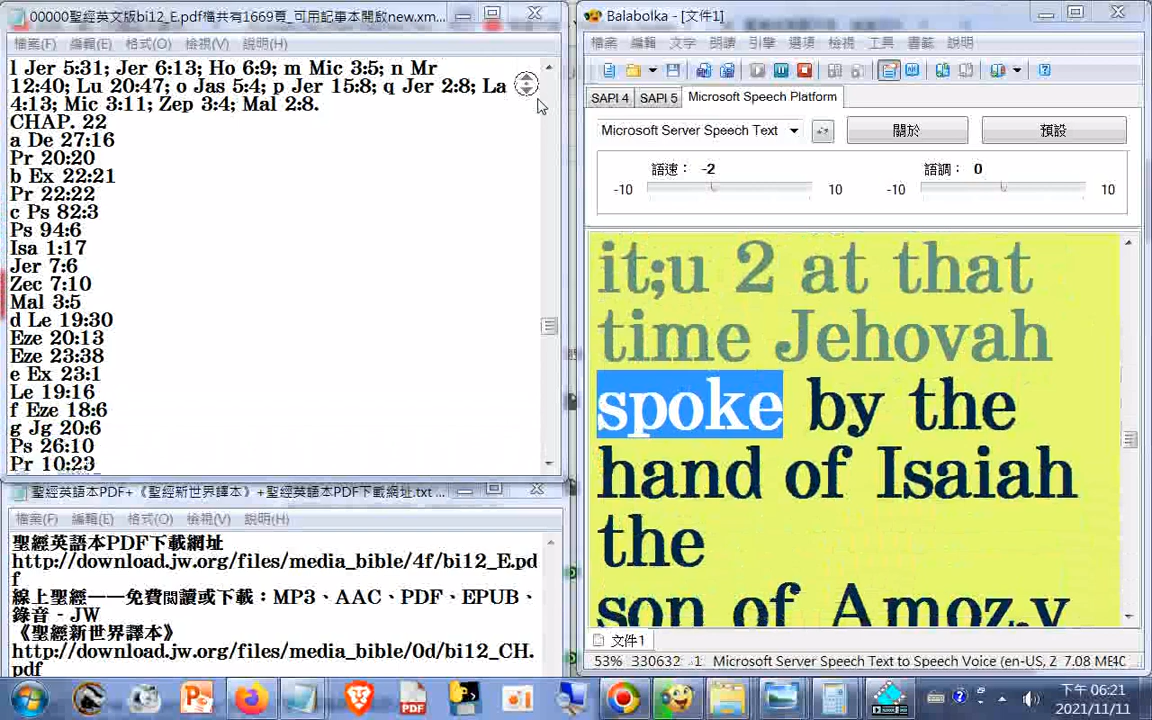 00000聖經英文版bi12_E.pdf檔共有1669頁_可用記事本開啟new.xm...
檔案(F) 編輯(E) 格式(O) 檢視(V) 說明(H)
l Jer 5:31; Jer 6:13; Ho 6:9; m Mic 3:5; n Mr
12:40; Lu 20:47; o Jas 5:4; p Jer 15:8; q Jer 2:8; La
4:13; Mic 3:11; Zep 3:4; Mal 2:8.
CHAP. 22
a De 27:16
Pr 20:20
b Ex 22:21
Pr 22:22
c Ps 82:3
Ps 94:6
Isa 1:17
Jer 7:6
Zec 7:10
Mal 3:5
d Le 19:30
Eze 20:13
Eze 23:38
e Ex 23:1
Le 19:16
f Eze 18:6
g Jg 20:6
Ps 26:10
Pr 10:23
聖經英語本PDF+《聖經新世界譯本》+聖經英語本PDF下載網址.txt ...
檔案(F) 編輯(E) 格式(O) 檢視(V) 說明(H)
聖經英語本PDF下載網址
http://download.jw.org/files/media_bible/4f/bi12_E.pd
f
線上聖經——免費閱讀或下載：MP3、AAC、PDF、EPUB、
錄音 - JW
《聖經新世界譯本》
http://download.jw.org/files/media_bible/0d/bi12_CH.
pdf
Balabolka - [文件1]
檔案 編輯 文字 朗讀 引擎 選項 檢視 工具 書籤 說明
SAPI 4 SAPI 5 Microsoft Speech Platform
Microsoft Server Speech Text 關於 預設
語速： -2 語調： 0
-10 10 -10 10
it;u 2 at that
time Jehovah
spoke by the
hand of Isaiah
the
son of Amoz,v
文件1
53% 330632 : 1 Microsoft Server Speech Text to Speech Voice (en-US, Z 7.08 ME4C
PDF
下午 06:21
2021/11/11